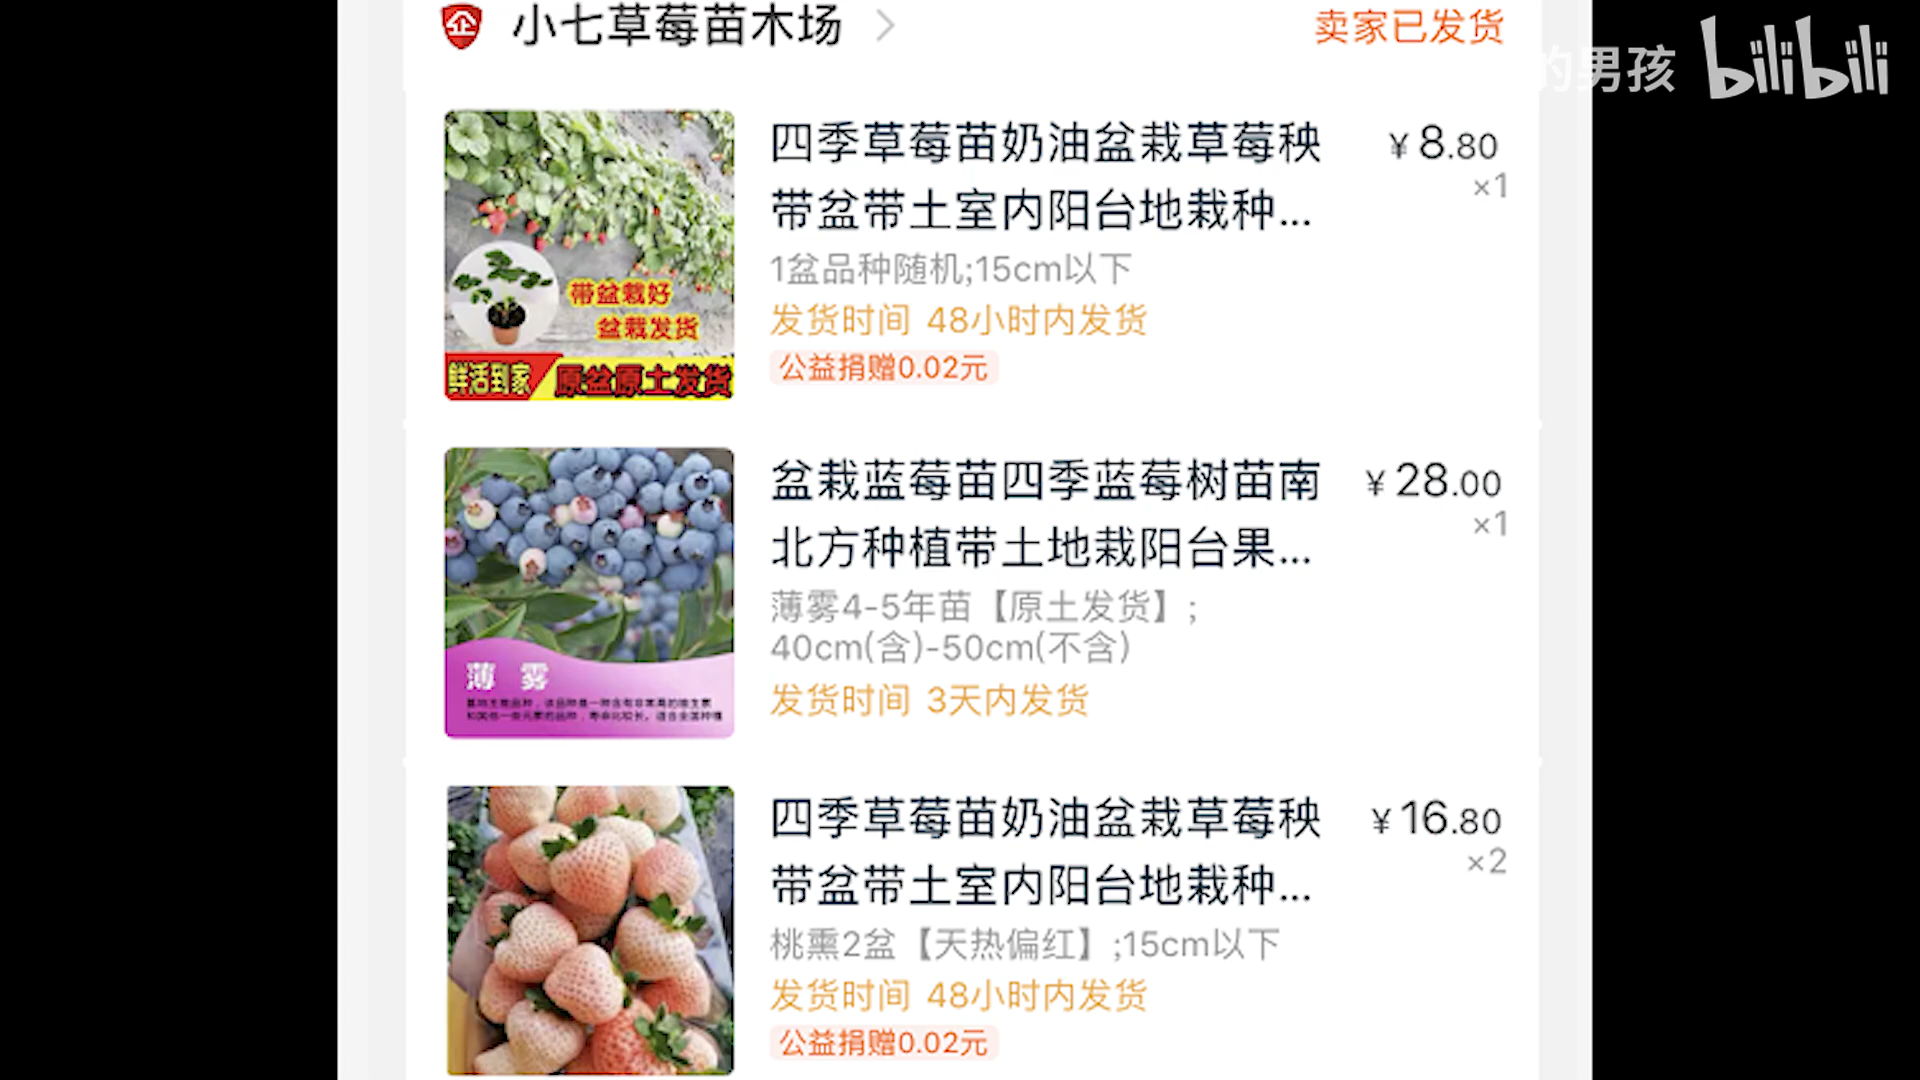 企 小七草莓苗木场
卖家已发货
的男孩 bilibili
四季草莓苗奶油盆栽草莓秧
¥8.80
带盆带土室内阳台地栽种...
×1
1盆品种随机;15cm以下
发货时间 48小时内发货
公益捐赠0.02元
带盆栽好
盆栽发货
鲜活到家
原盆原土发货
盆栽蓝莓苗四季蓝莓树苗南
¥28.00
北方种植带土地栽阳台果...
×1
薄雾4-5年苗【原土发货】;
40cm(含)-50cm(不含)
发货时间 3天内发货
薄雾
四季草莓苗奶油盆栽草莓秧
¥16.80
带盆带土室内阳台地栽种...
×2
桃熏2盆【天热偏红】;15cm以下
发货时间 48小时内发货
公益捐赠0.02元